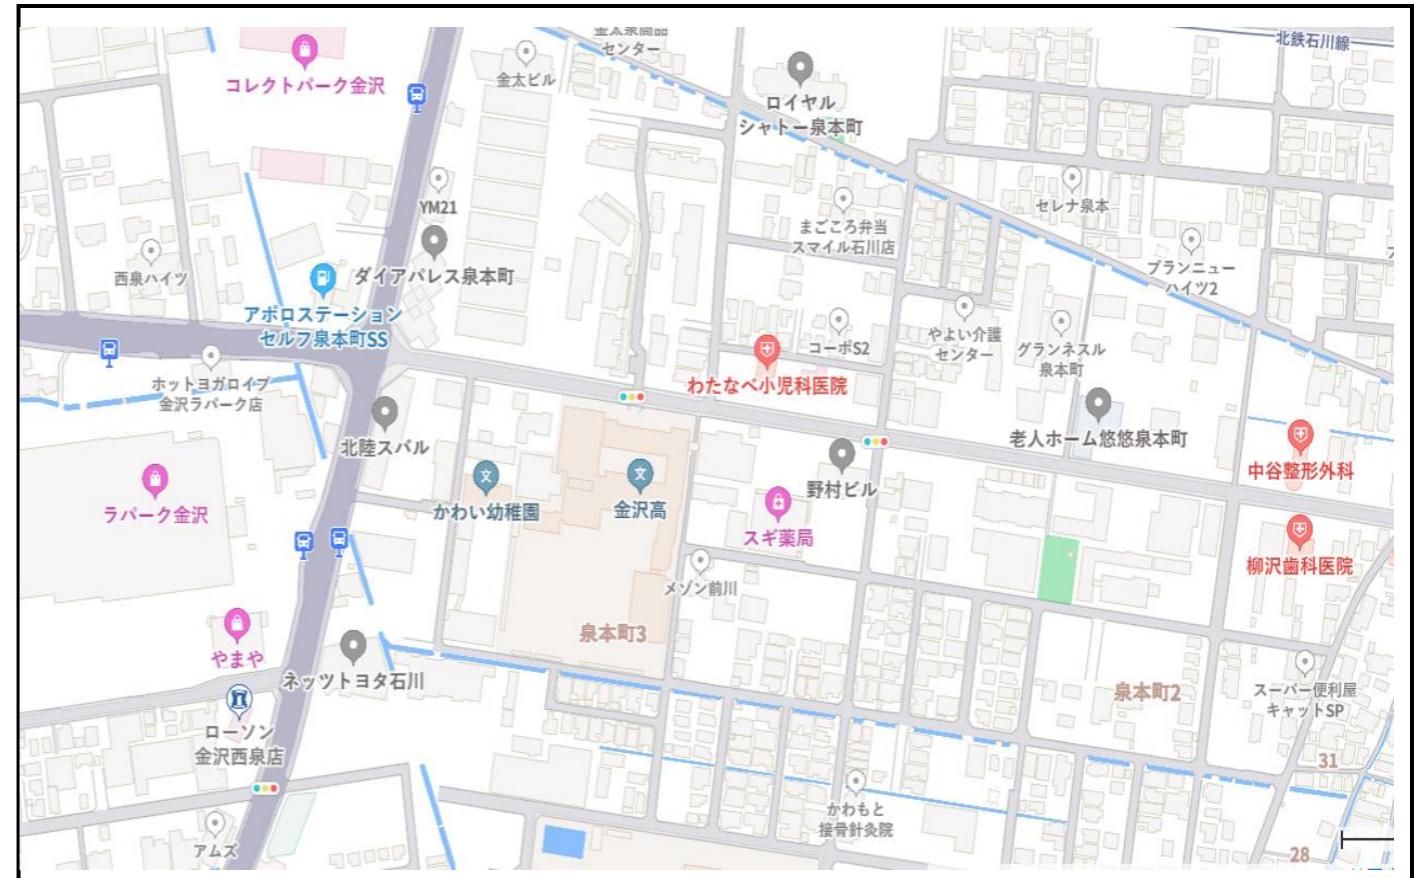 北鉄石川線
センター
金太ビル
コレクトパーク金沢
ロイヤル
シャトー泉本町
YM21
セレナ泉本
まごころ弁当
スマイル石川店
西泉ハイツ
ダイアパレス泉本町
ブランニュー
ハイツ2
アポロステーション
セルフ泉本町SS
やよい介護
センター
グランネスル
泉本町
コーポS2
ホットヨガロイブ
金沢ラパーク店
わたなべ小児科医院
北陸スバル
老人ホーム悠悠泉本町
中谷整形外科
野村ビル
ラパーク金沢
文
かわい幼稚園
文
金沢高
スギ薬局
柳沢歯科医院
メゾン前川
泉本町3
やまや
ネッツトヨタ石川
泉本町2
スーパー便利屋
キャットSP
ローソン
金沢西泉店
31
かわもと
接骨針灸院
アムズ
28